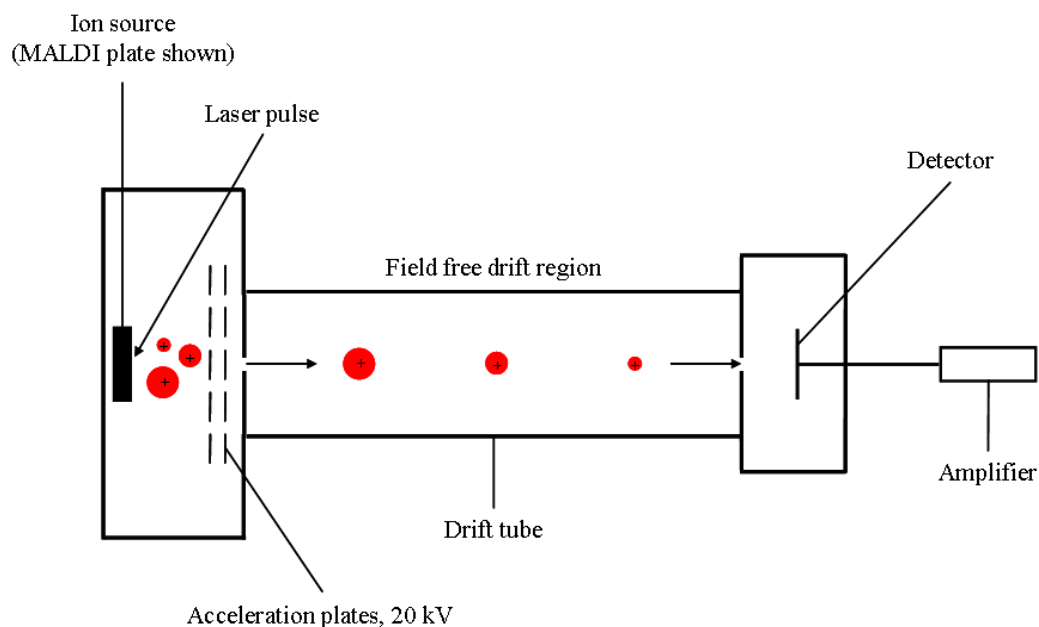 Ion source
(MALDI plate shown)
Laser pulse
Detector
Field free drift region
+
+
+
+
+
+
Amplifier
Drift tube
Acceleration plates, 20 kV